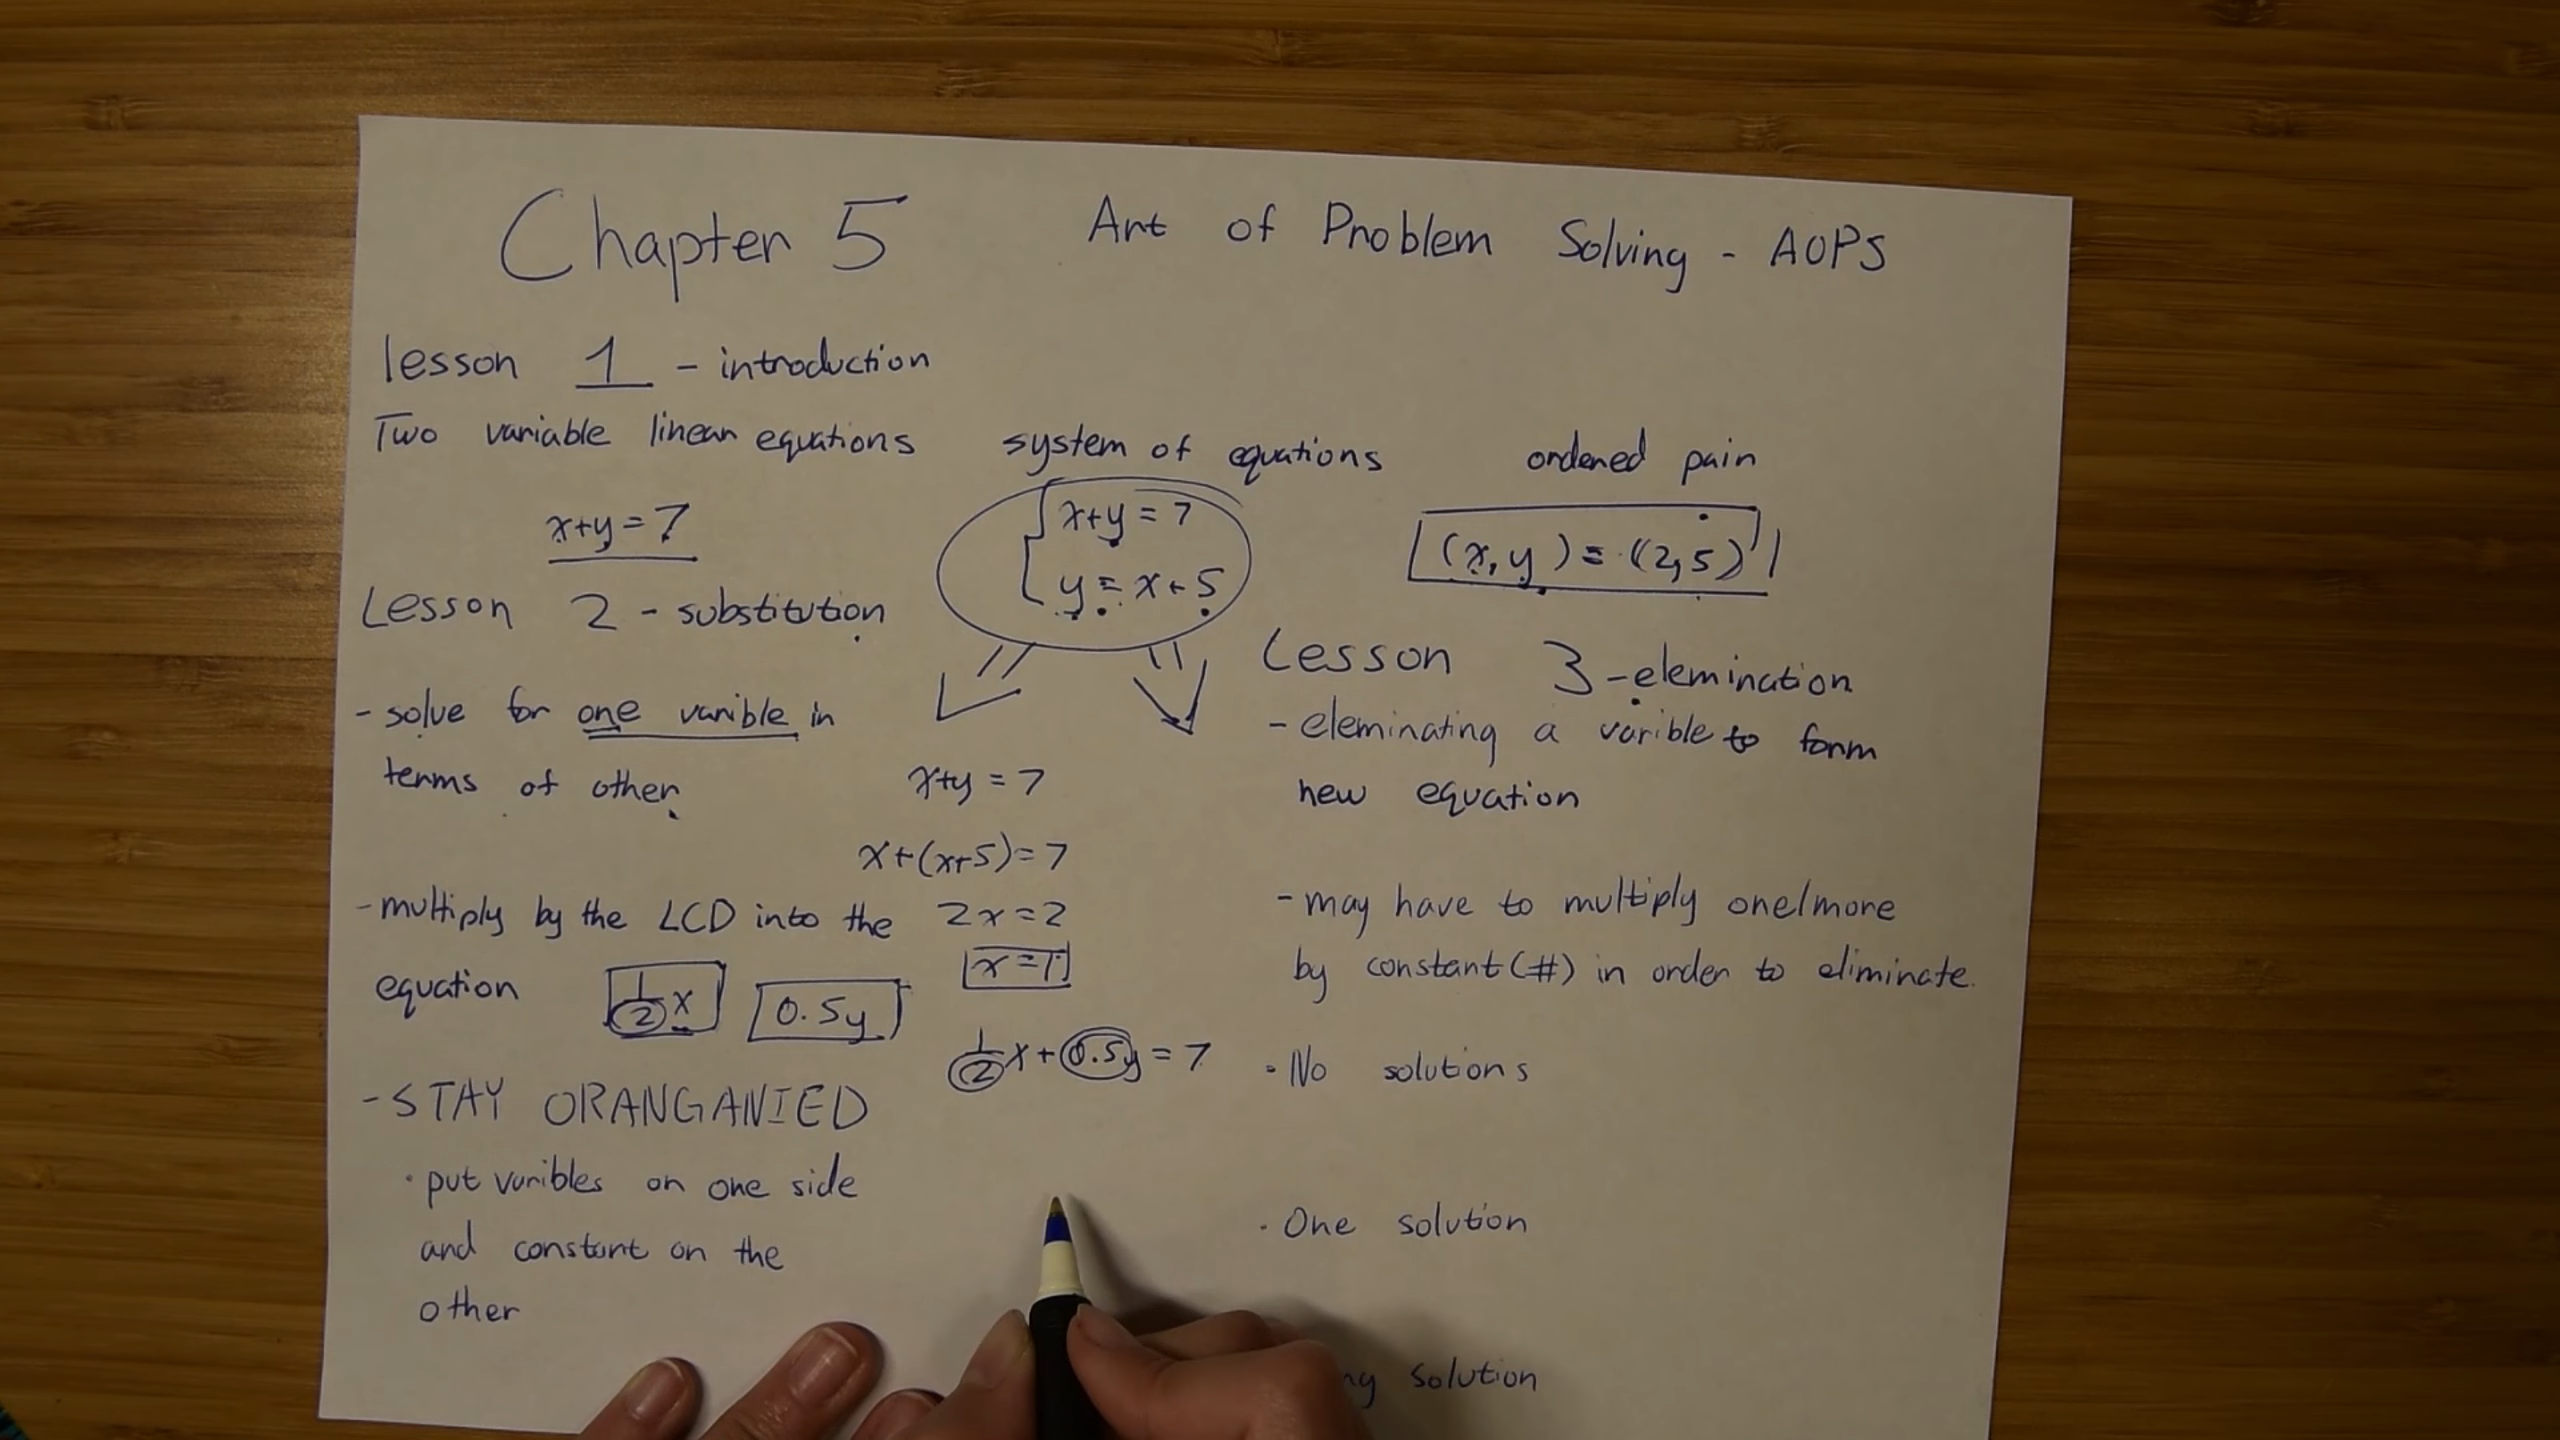 Chapter 5
Art of Problem Solving - AOPS
lesson 1 - introduction
Two variable linear equations
x+y=7
system of equations
x+y=7
y=x+5
ordered pair
(x,y)=(2,5)
Lesson 2 - substitution
- solve for one varible in
terms of other
- multiply by the LCD into the
equation
1/2 x
0.5y
- STAY ORANGANIED
· put varibles on one side
and constant on the
other
x+y=7
x+(x+5)=7
2x=2
x=1
1/2 x+0.5y=7
Lesson 3 - elemination
- eleminating a varible to form
new equation
- may have to multiply one/more
by constant(#) in order to eliminate.
· No solutions
· One solution
solution